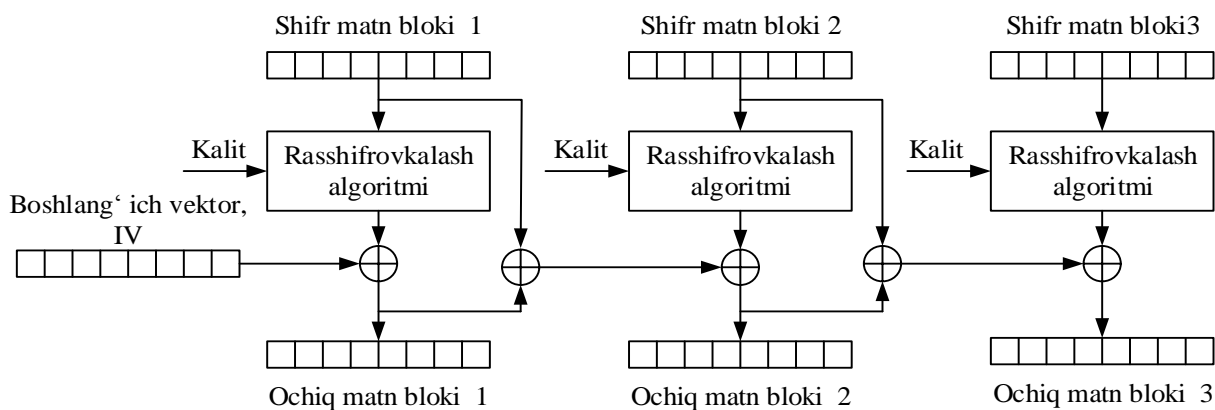 Shifr matn bloki 1
Shifr matn bloki 2
Shifr matn bloki3
Kalit
Rasshifrovkalash
algoritmi
Kalit
Rasshifrovkalash
algoritmi
Kalit
Rasshifrovkalash
algoritmi
Boshlang‘ ich vektor,
IV
Ochiq matn bloki 1
Ochiq matn bloki 2
Ochiq matn bloki 3